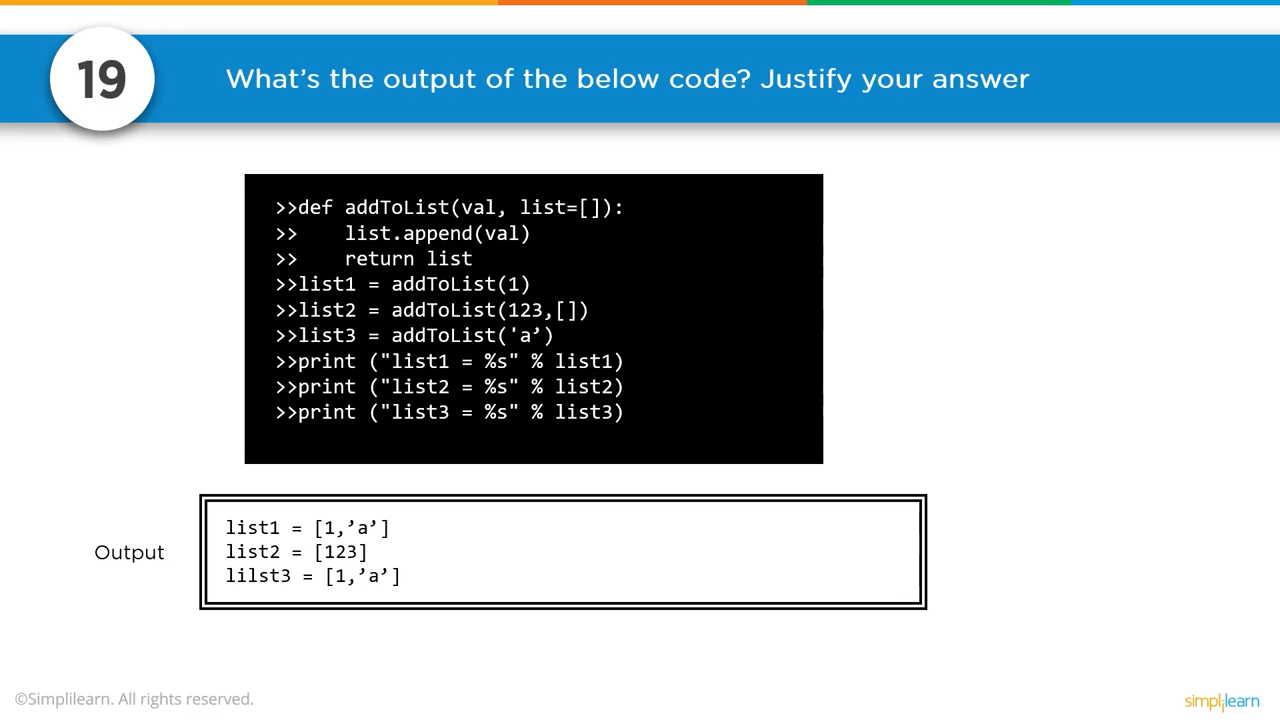 19
What's the output of the below code? Justify your answer
>>def addToList(val, list=[]):
>>    list.append(val)
>>    return list
>>list1 = addToList(1)
>>list2 = addToList(123,[])
>>list3 = addToList('a’)
>>print ("list1 = %s" % list1)
>>print ("list2 = %s" % list2)
>>print ("list3 = %s" % list3)
Output
list1 = [1,’a’]
list2 = [123]
lilst3 = [1,’a’]
©Simplilearn. All rights reserved.
simplilearn